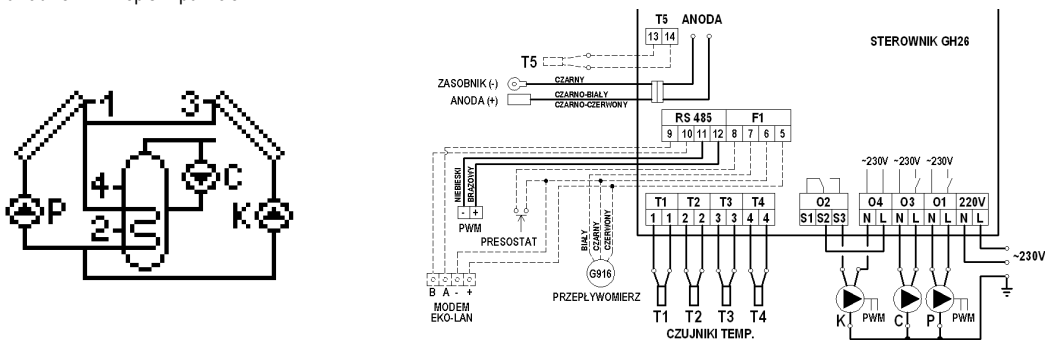 1 3
4
C
P K
2
T5 ANODA
13 14
STEROWNIK GH26
T5
ZASOBNIK (-) CZARNY
ANODA (+) CZARNO-BIAŁY
CZARNO-CZERWONY
RS 485 F1
9 10 11 12 8 7 6 5
NIEBIESKI
BRĄZOWY
- +
PWM
PRESOSTAT
BIAŁY
CZARNY
CZERWONY
G916
PRZEPŁYWOMIERZ
B A - +
MODEM
EKO-LAN
T1 T2 T3 T4
1 1 2 2 3 3 4 4
T1 T2 T3 T4
CZUJNIKI TEMP.
~230V ~230V ~230V
O2 O4 O3 O1 220V
S1 S2 S3 N L N L N L N L
~230V
K PWM C P PWM